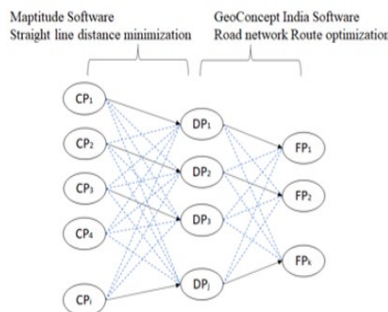 Maptitude Software
Straight line distance minimization
GeoConcept India Software
Road network Route optimization
CP1
CP2
CP3
CP4
CPi
DP1
DP2
DP3
DPj
FP1
FP2
FPk